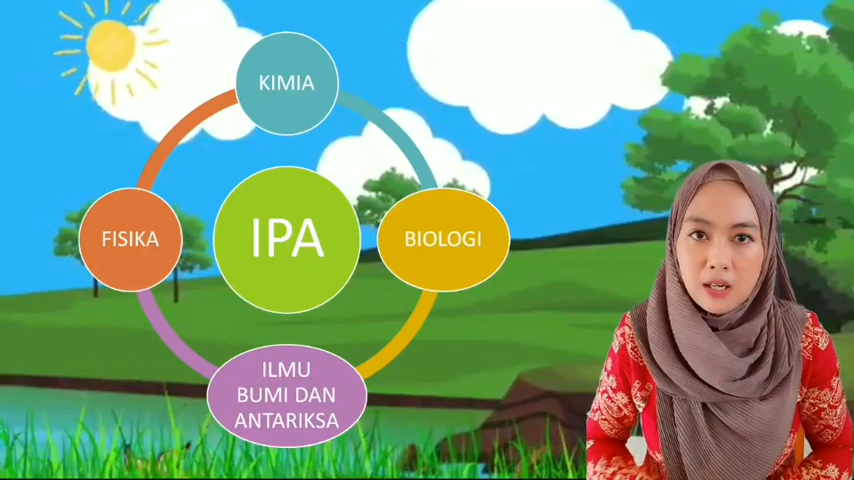 KIMIA
FISIKA
IPA
BIOLOGI
ILMU
BUMI DAN
ANTARIKSA